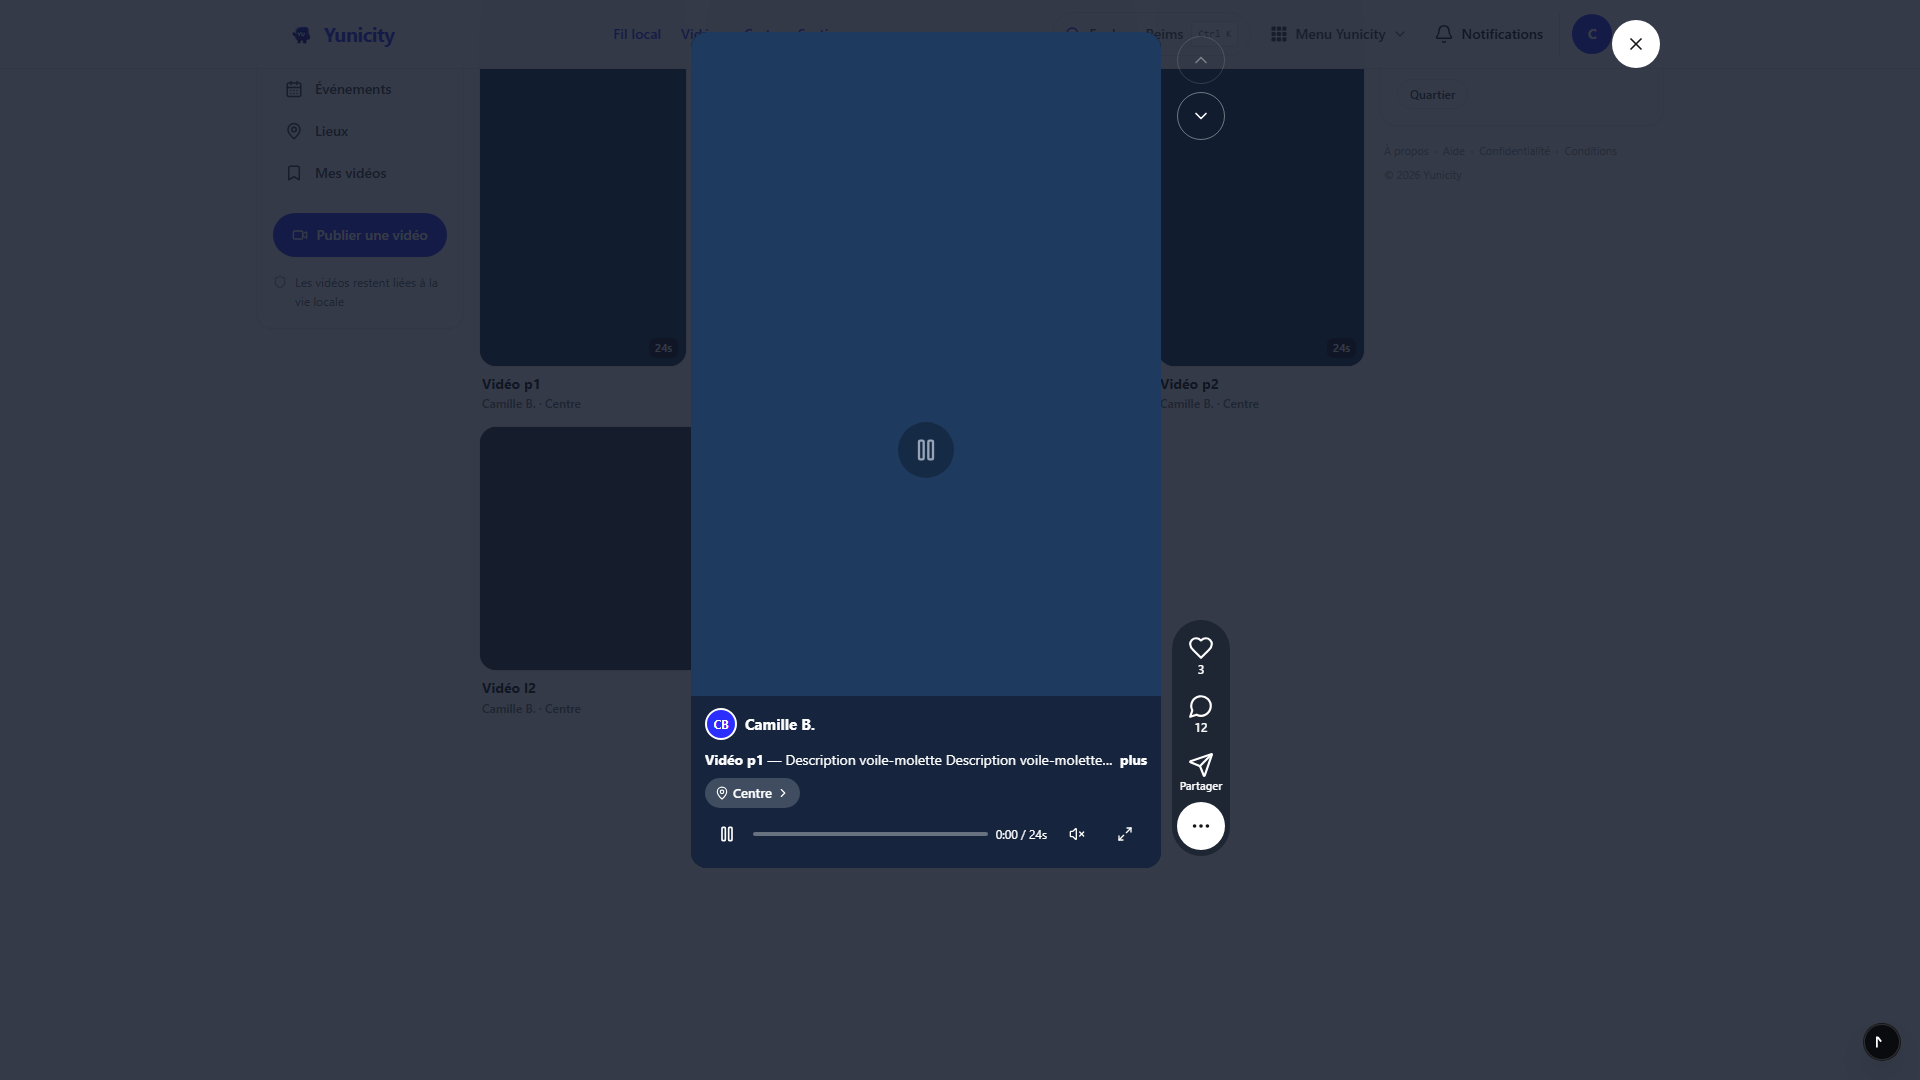 Yunicity
Fil local
Reims
Ctrl K
Menu Yunicity
Notifications
C
Événements
Lieux
Mes vidéos
Publier une vidéo
Les vidéos restent liées à la
vie locale
Quartier
À propos · Aide · Confidentialité · Conditions
© 2026 Yunicity
24s
24s
Vidéo p1
Camille B. · Centre
Vidéo p2
Camille B. · Centre
Vidéo l2
Camille B. · Centre
CB
Camille B.
Vidéo p1 — Description voile-molette Description voile-molette... plus
Centre
0:00 / 24s
3
12
Partager